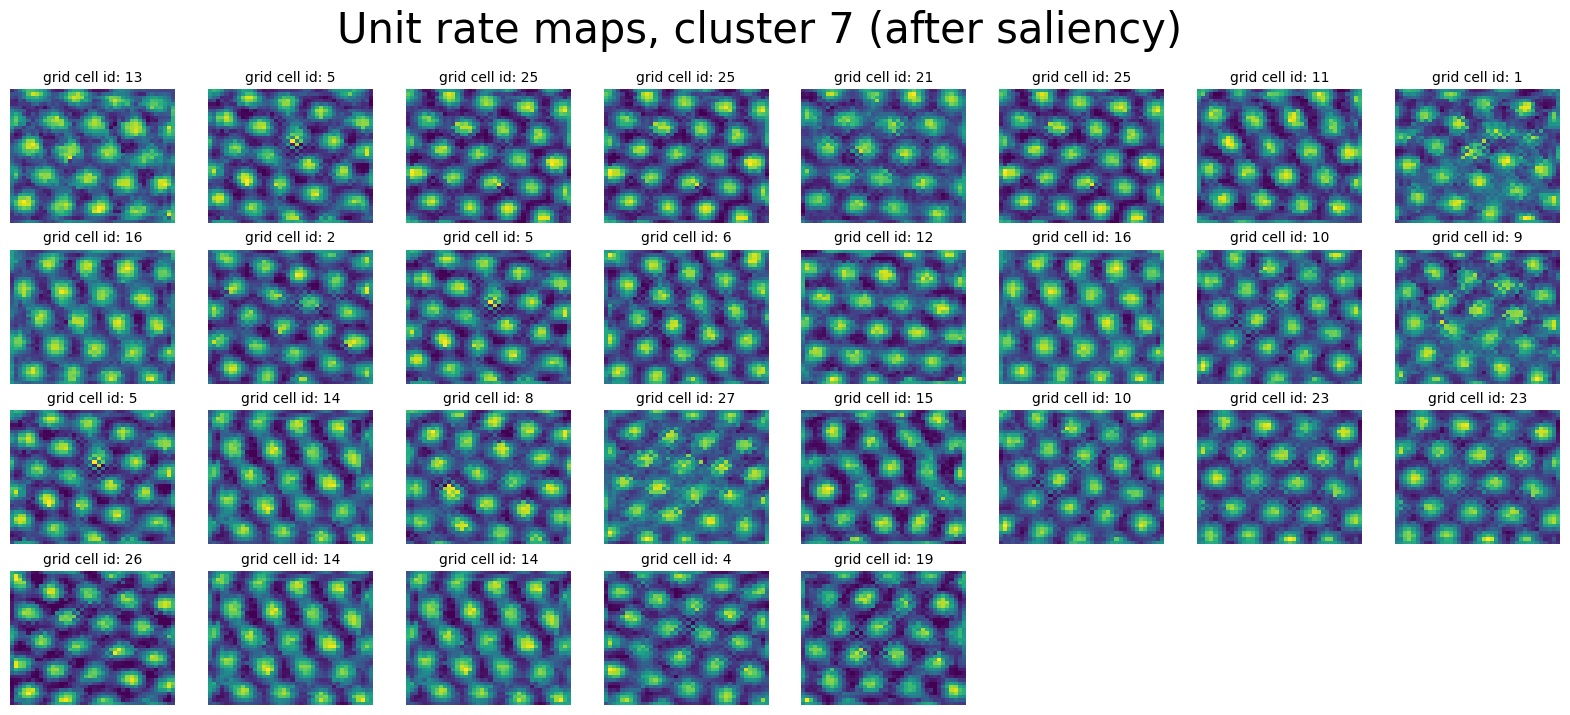 Unit rate maps, cluster 7 (after saliency)
grid cell id: 13
grid cell id: 5
grid cell id: 25
grid cell id: 25
grid cell id: 21
grid cell id: 25
grid cell id: 11
grid cell id: 1
grid cell id: 16
grid cell id: 2
grid cell id: 5
grid cell id: 6
grid cell id: 12
grid cell id: 16
grid cell id: 10
grid cell id: 9
grid cell id: 5
grid cell id: 14
grid cell id: 8
grid cell id: 27
grid cell id: 15
grid cell id: 10
grid cell id: 23
grid cell id: 23
grid cell id: 26
grid cell id: 14
grid cell id: 14
grid cell id: 4
grid cell id: 19